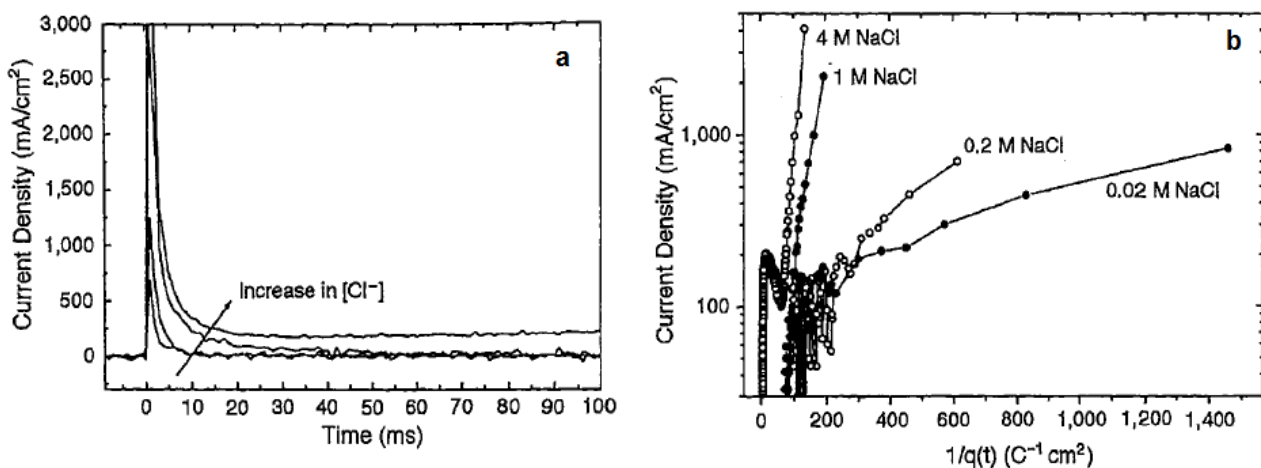 3,000
2,500
2,000
1,500
1,000
500
0
Current Density (mA/cm²)
a
Increase in [Cl⁻]
0 10 20 30 40 50 60 70 80 90 100
Time (ms)
b
4 M NaCl
1 M NaCl
0.2 M NaCl
0.02 M NaCl
1,000
100
Current Density (mA/cm²)
0 200 400 600 800 1,000 1,200 1,400
1/q(t) (C⁻¹ cm²)